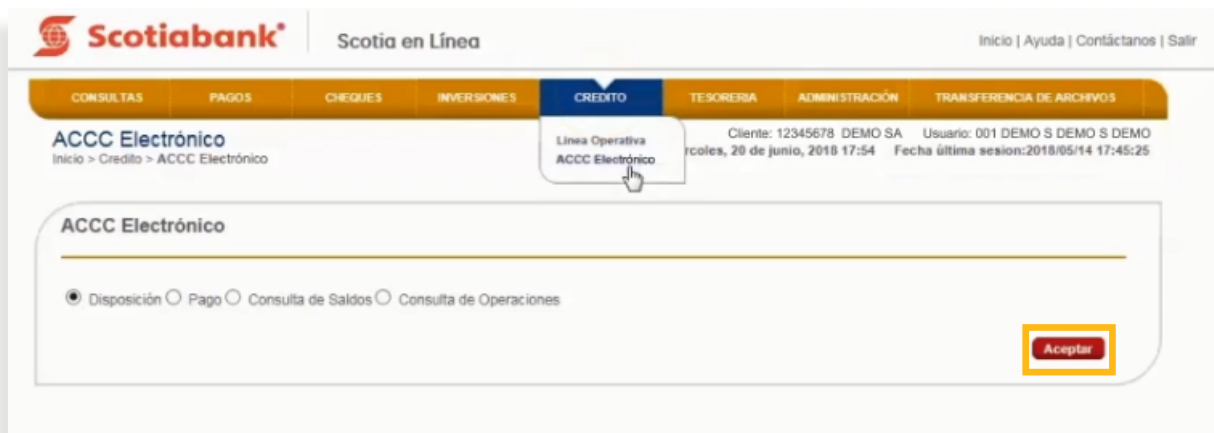 Scotiabank* Scotia en Línea Inicio | Ayuda | Contáctanos | Salir
CONSULTAS PAGOS CHEQUES INVERSIONES CREDITO TESORERIA ADMINISTRACIÓN TRANSFERENCIA DE ARCHIVOS
ACCC Electrónico Cliente: 12345678 DEMO SA Usuario: 001 DEMO S DEMO S DEMO
Inicio > Credito > ACCC Electrónico rcoles, 20 de junio, 2018 17:54 Fecha última sesion:2018/05/14 17:45:25
Linea Operativa
ACCC Electrónico
ACCC Electrónico
Disposición Pago Consulta de Saldos Consulta de Operaciones
Aceptar